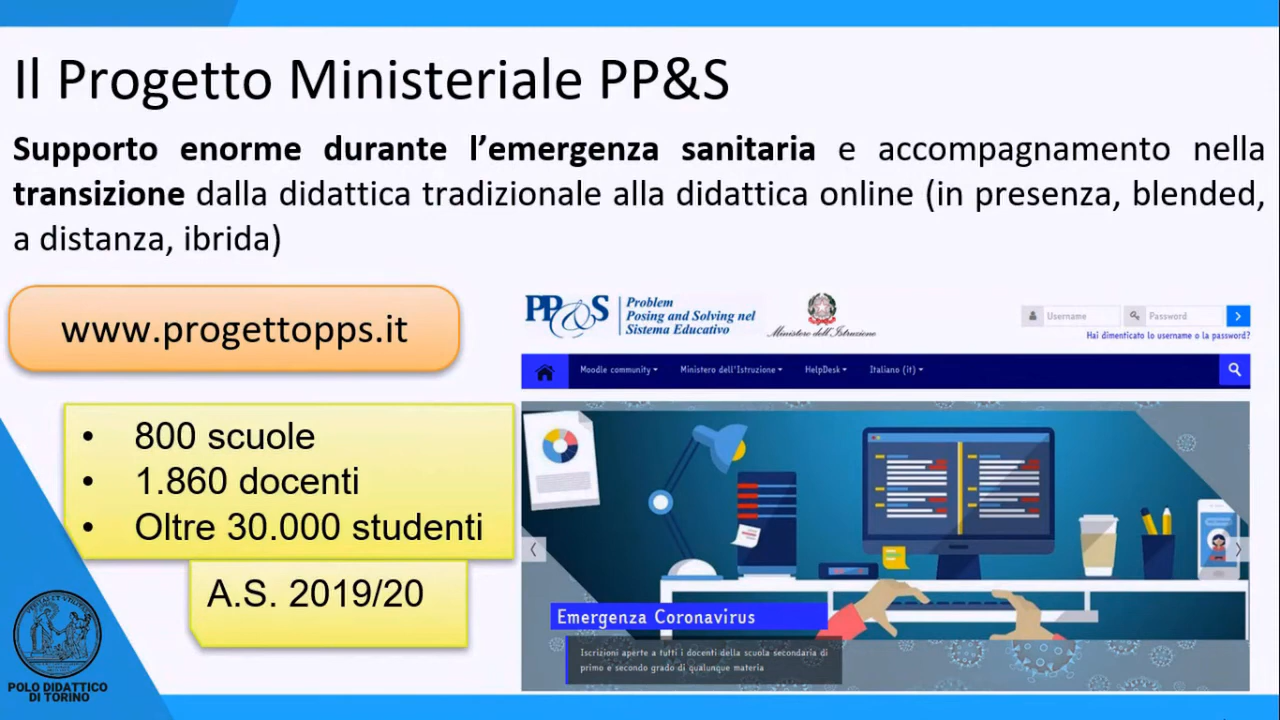 Il Progetto Ministeriale PP&S
Supporto enorme durante l’emergenza sanitaria e accompagnamento nella
transizione dalla didattica tradizionale alla didattica online (in presenza, blended,
a distanza, ibrida)
www.progettopps.it
• 800 scuole
• 1.860 docenti
• Oltre 30.000 studenti
A.S. 2019/20
POLO DIDATTICO
DI TORINO
PP&S
Problem
Posing and Solving nel
Sistema Educativo
Ministero dell'Istruzione
Username
Password
Hai dimenticato lo username o la password?
Moodle community
Ministero dell'Istruzione
HelpDesk
Italiano (it)
Emergenza Coronavirus
Iscrizioni aperte a tutti i docenti della scuola secondaria di
primo e secondo grado di qualunque materia